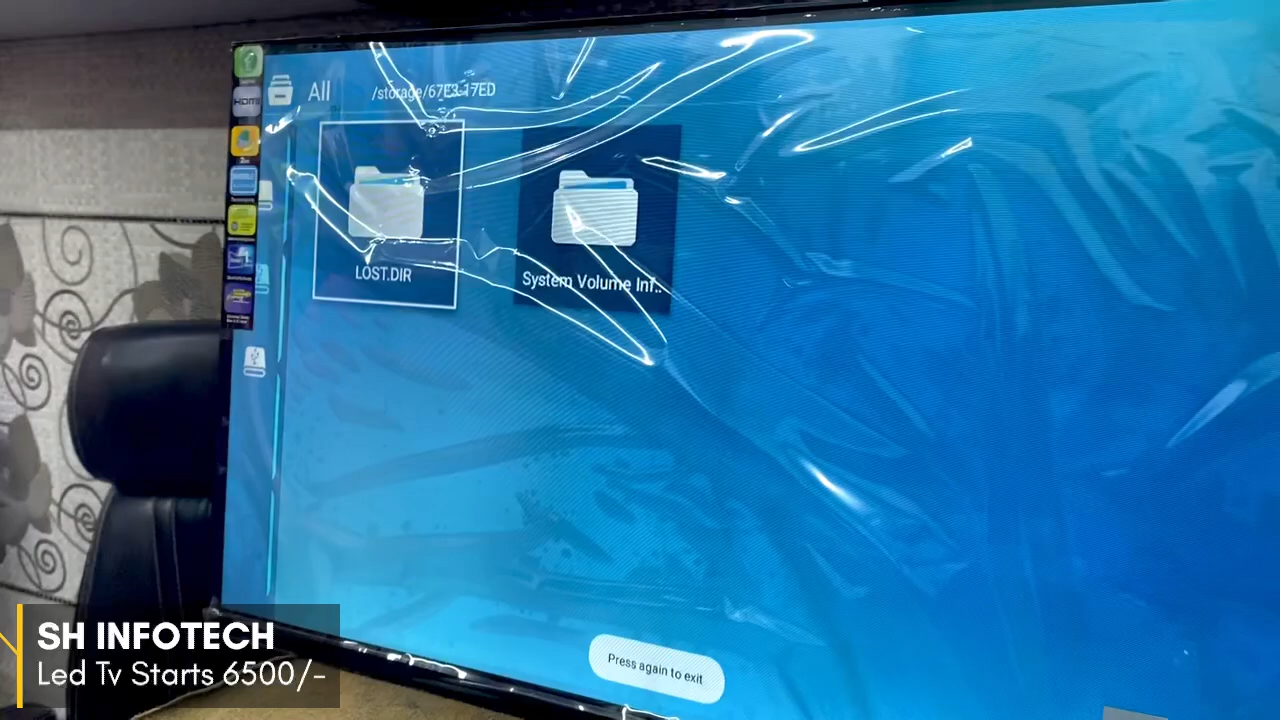 All
/storage/67E3-17ED
HDMI
LOST.DIR
System Volume Inf..
Press again to exit
SH INFOTECH
Led Tv Starts 6500/-